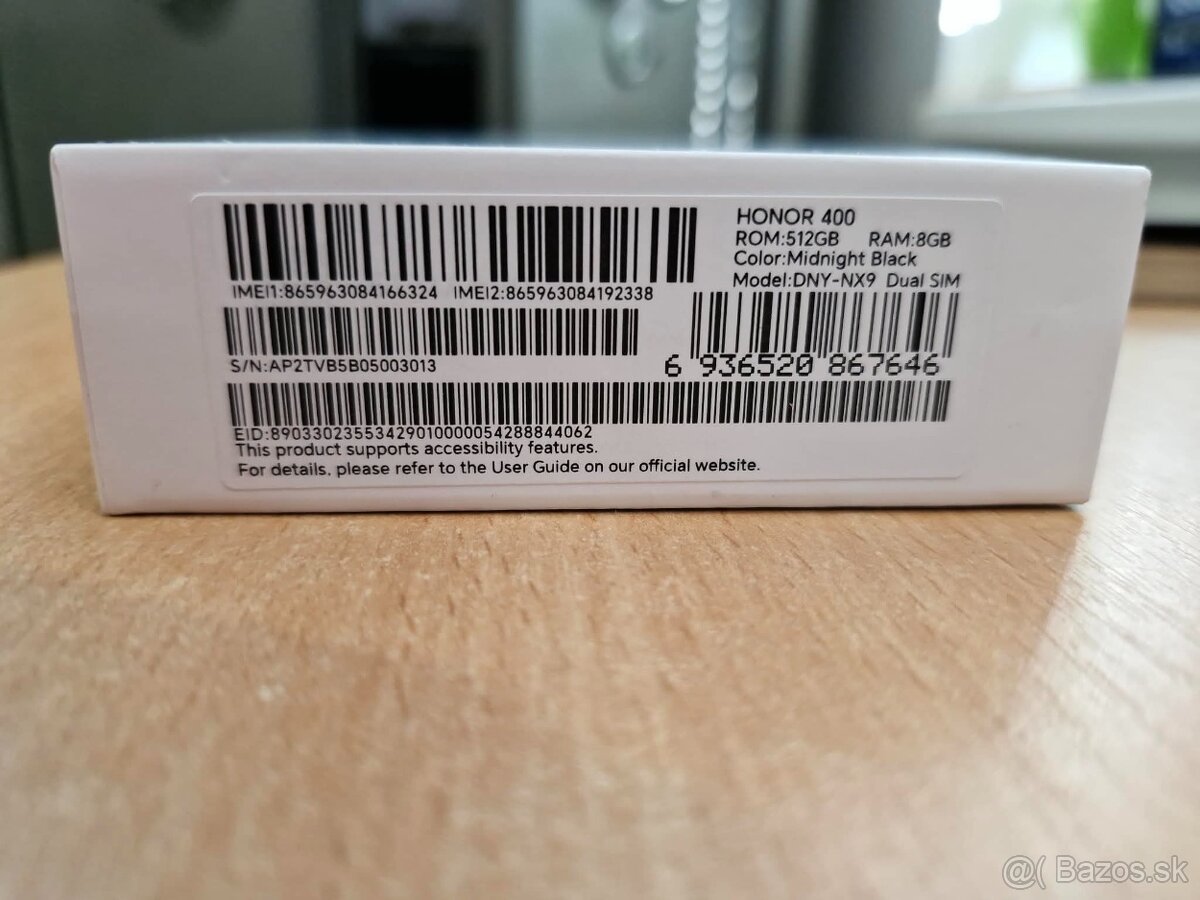 HONOR 400
ROM:512GB RAM:8GB
Color:Midnight Black
Model:DNY-NX9 Dual SIM
IMEI1:865963084166324 IMEI2:865963084192338
S/N:AP2TVB5B05003013
6 936520 867646
EID:89033023553429010000054288844062
This product supports accessibility features.
For details, please refer to the User Guide on our official website.
@( Bazos.sk